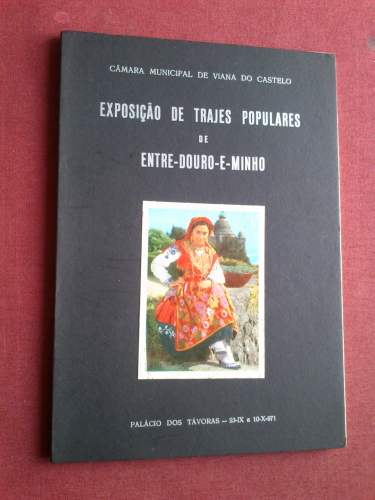 CÂMARA MUNICIPAL DE VIANA DO CASTELO
EXPOSIÇÃO DE TRAJES POPULARES
DE
ENTRE-DOURO-E-MINHO
PALÁCIO DOS TÁVORAS — 23-IX a 10-X-971